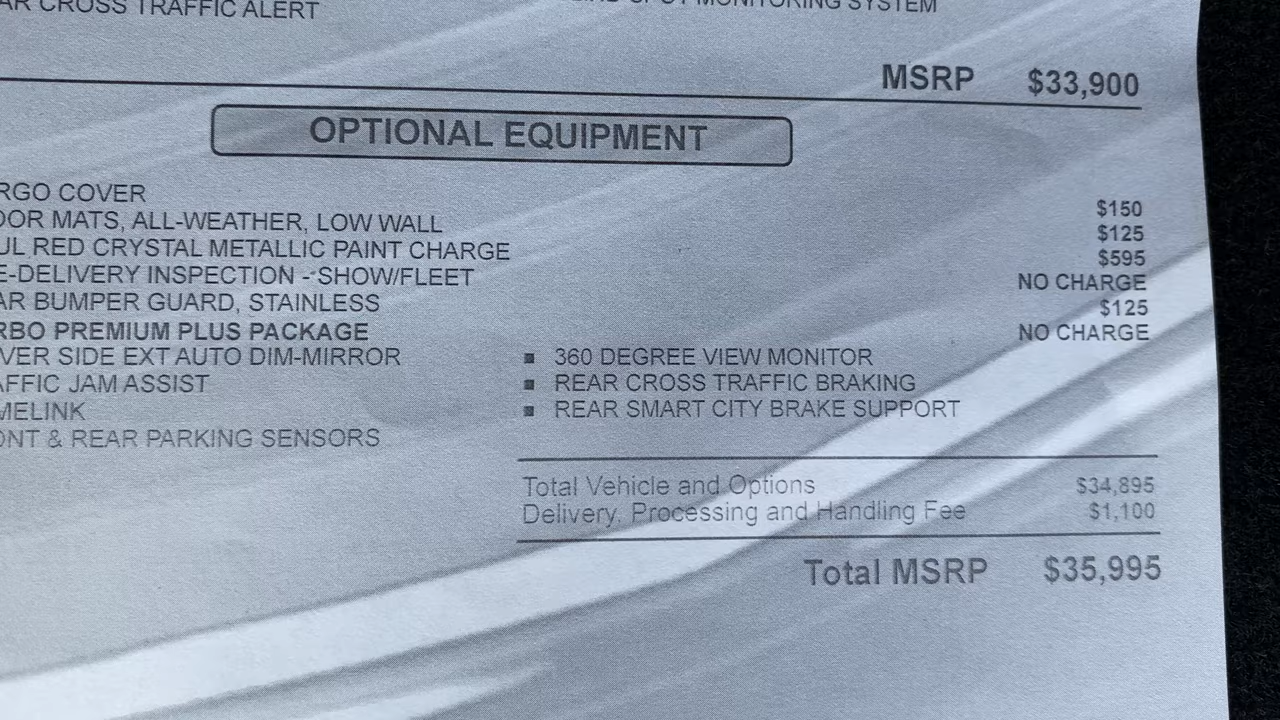 AR CROSS TRAFFIC ALERT
SPOT MONITORING SYSTEM
MSRP $33,900
OPTIONAL EQUIPMENT
RGO COVER $150
OOR MATS, ALL-WEATHER, LOW WALL $125
UL RED CRYSTAL METALLIC PAINT CHARGE $595
E-DELIVERY INSPECTION - SHOW/FLEET NO CHARGE
AR BUMPER GUARD, STAINLESS $125
RBO PREMIUM PLUS PACKAGE NO CHARGE
VER SIDE EXT AUTO DIM-MIRROR ▪ 360 DEGREE VIEW MONITOR
AFFIC JAM ASSIST ▪ REAR CROSS TRAFFIC BRAKING
MELINK ▪ REAR SMART CITY BRAKE SUPPORT
ONT & REAR PARKING SENSORS
Total Vehicle and Options $34,895
Delivery, Processing and Handling Fee $1,100
Total MSRP $35,995